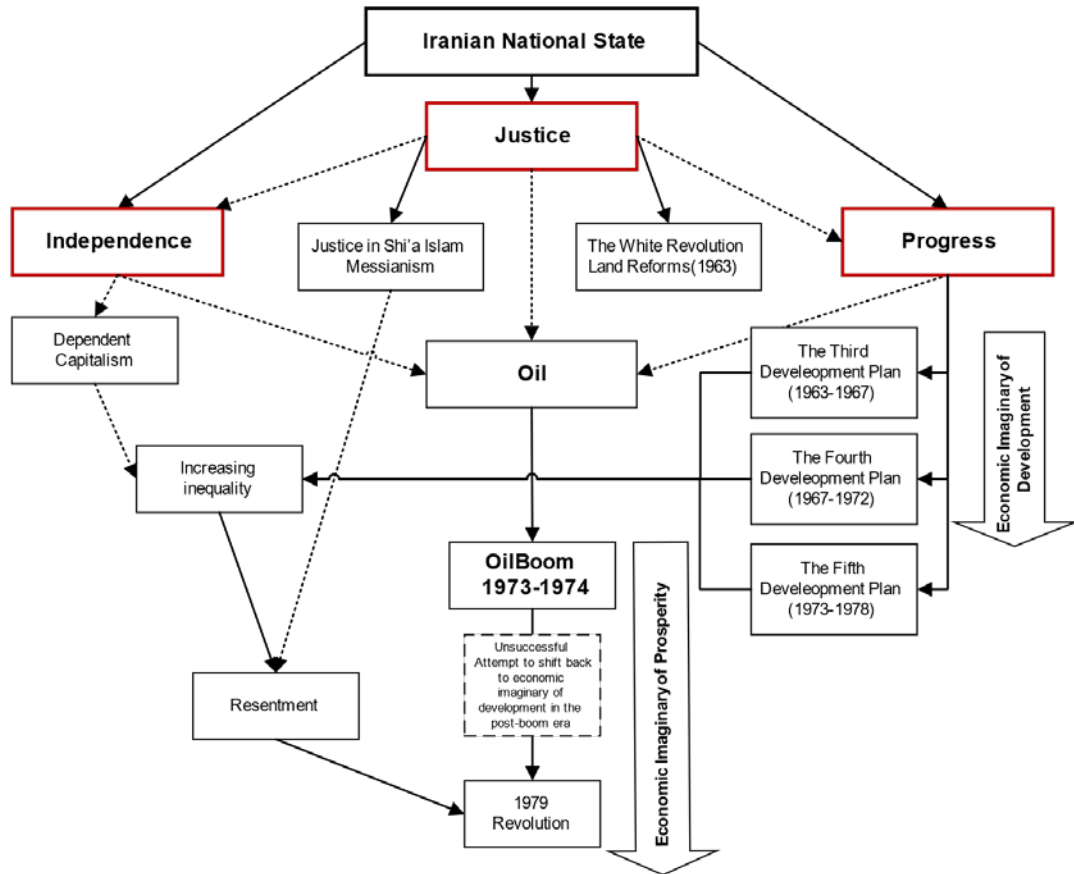 Iranian National State
Justice
Independence
Justice in Shi'a Islam
Messianism
The White Revolution
Land Reforms(1963)
Progress
Dependent
Capitalism
Oil
The Third
Develeopment Plan
(1963-1967)
Economic Imaginary of
Development
Increasing
inequality
The Fourth
Develeopment Plan
(1967-1972)
OilBoom
1973-1974
The Fifth
Develeopment Plan
(1973-1978)
Unsuccessful
Attempt to shift back
to economic
imaginary of
development in the
post-boom era
Economic Imaginary of Prosperity
Resentment
1979
Revolution